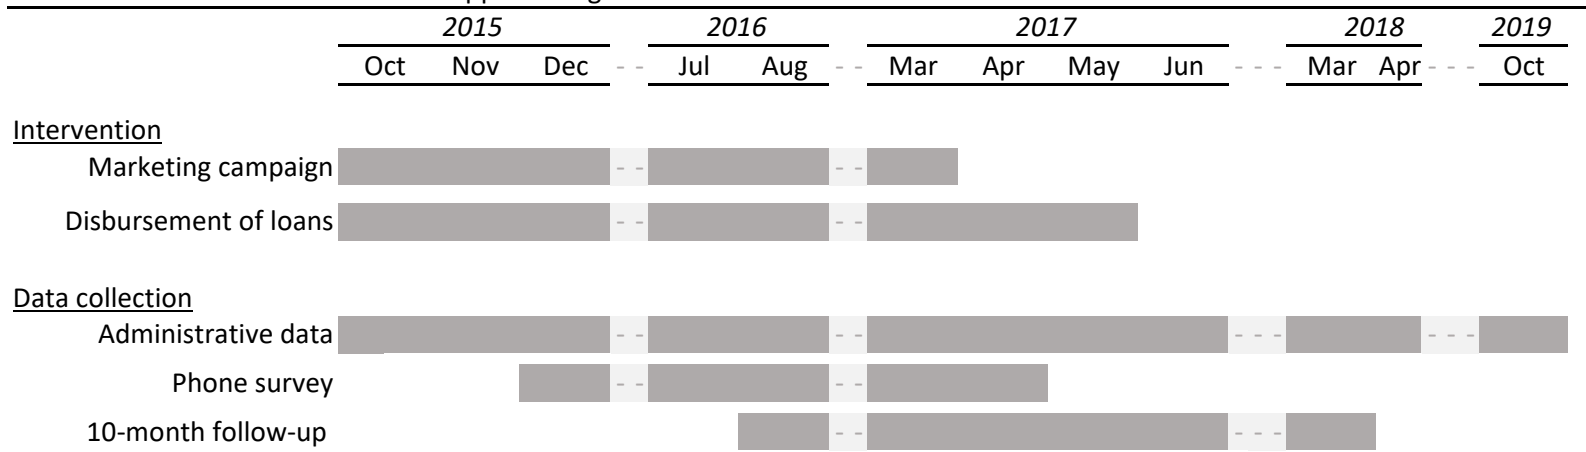 2015 2016 2017 2018 2019
Oct Nov Dec - - Jul Aug - - Mar Apr May Jun - - - Mar Apr - - - Oct
Intervention
Marketing campaign - - - -
Disbursement of loans - - - -
Data collection
Administrative data - - - - - - - - - -
Phone survey - - - -
10-month follow-up - - - - -